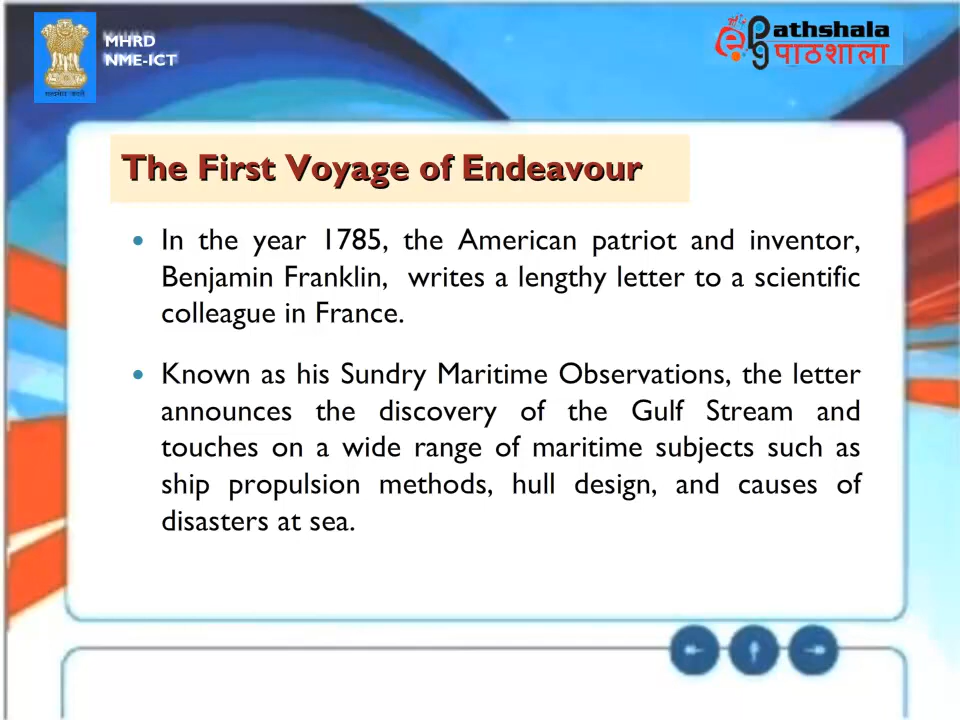 MHRD
NME-ICT
ePG Pathshala
पाठशाला
The First Voyage of Endeavour
• In the year 1785, the American patriot and inventor,
Benjamin Franklin, writes a lengthy letter to a scientific
colleague in France.
• Known as his Sundry Maritime Observations, the letter
announces the discovery of the Gulf Stream and
touches on a wide range of maritime subjects such as
ship propulsion methods, hull design, and causes of
disasters at sea.